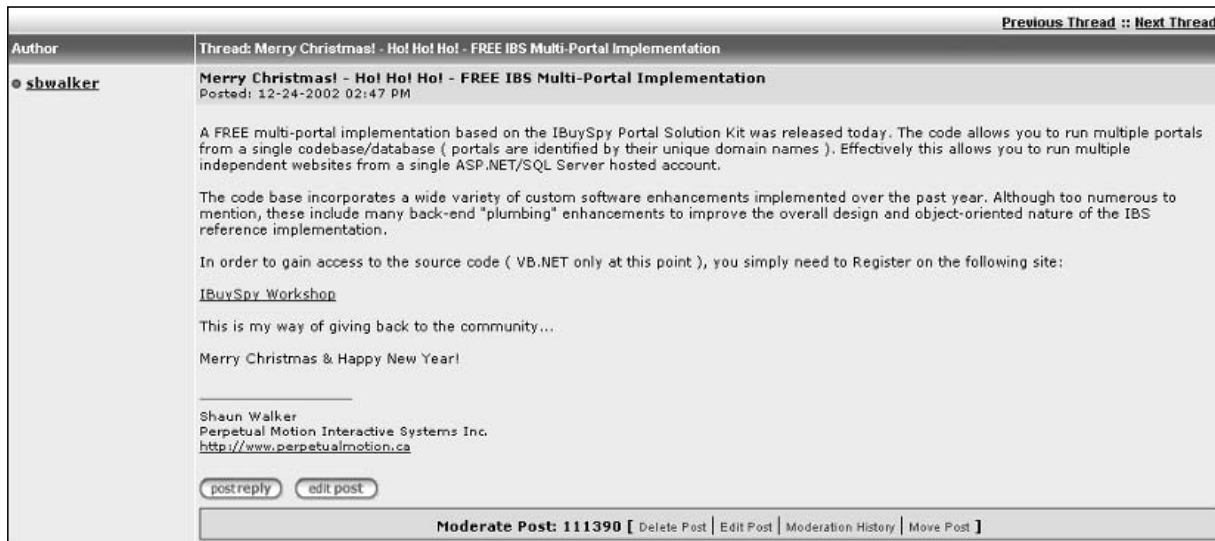 Previous Thread :: Next Thread
Author
Thread: Merry Christmas! - Ho! Ho! Ho! - FREE IBS Multi-Portal Implementation
sbwalker
Merry Christmas! - Ho! Ho! Ho! - FREE IBS Multi-Portal Implementation
Posted: 12-24-2002 02:47 PM
A FREE multi-portal implementation based on the IBuySpy Portal Solution Kit was released today. The code allows you to run multiple portals
from a single codebase/database ( portals are identified by their unique domain names ). Effectively this allows you to run multiple
independent websites from a single ASP.NET/SQL Server hosted account.
The code base incorporates a wide variety of custom software enhancements implemented over the past year. Although too numerous to
mention, these include many back-end "plumbing" enhancements to improve the overall design and object-oriented nature of the IBS
reference implementation.
In order to gain access to the source code ( VB.NET only at this point ), you simply need to Register on the following site:
IBuySpy Workshop
This is my way of giving back to the community...
Merry Christmas & Happy New Year!
Shaun Walker
Perpetual Motion Interactive Systems Inc.
http://www.perpetualmotion.ca
post reply
edit post
Moderate Post: 111390 [ Delete Post | Edit Post | Moderation History | Move Post ]